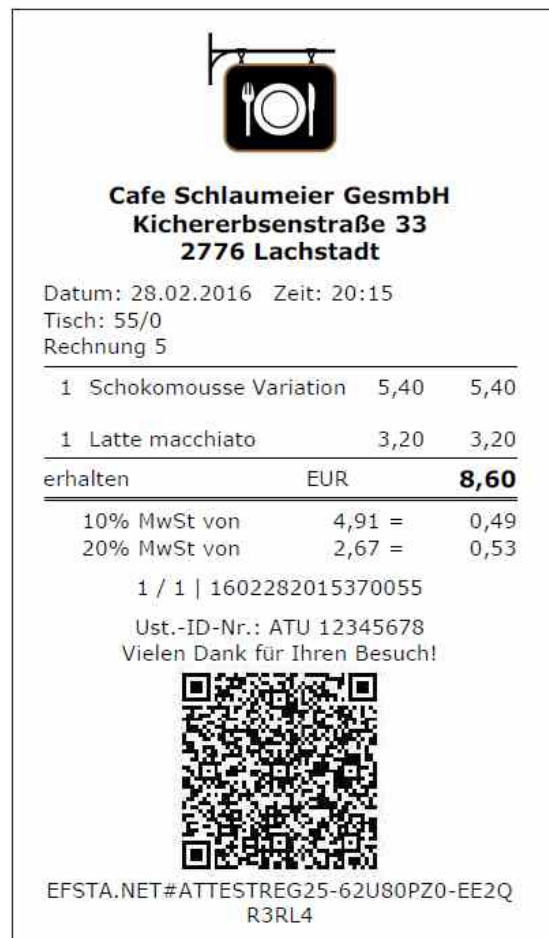 Cafe Schlaumeier GesmbH
Kichererbsenstraße 33
2776 Lachstadt
Datum: 28.02.2016 Zeit: 20:15
Tisch: 55/0
Rechnung 5
1 Schokomousse Variation 5,40 5,40
1 Latte macchiato 3,20 3,20
erhalten EUR 8,60
10% MwSt von 4,91 = 0,49
20% MwSt von 2,67 = 0,53
1 / 1 | 1602282015370055
Ust.-ID-Nr.: ATU 12345678
Vielen Dank für Ihren Besuch!
EFSTA.NET#ATTESTREG25-62U80PZ0-EE2Q
R3RL4